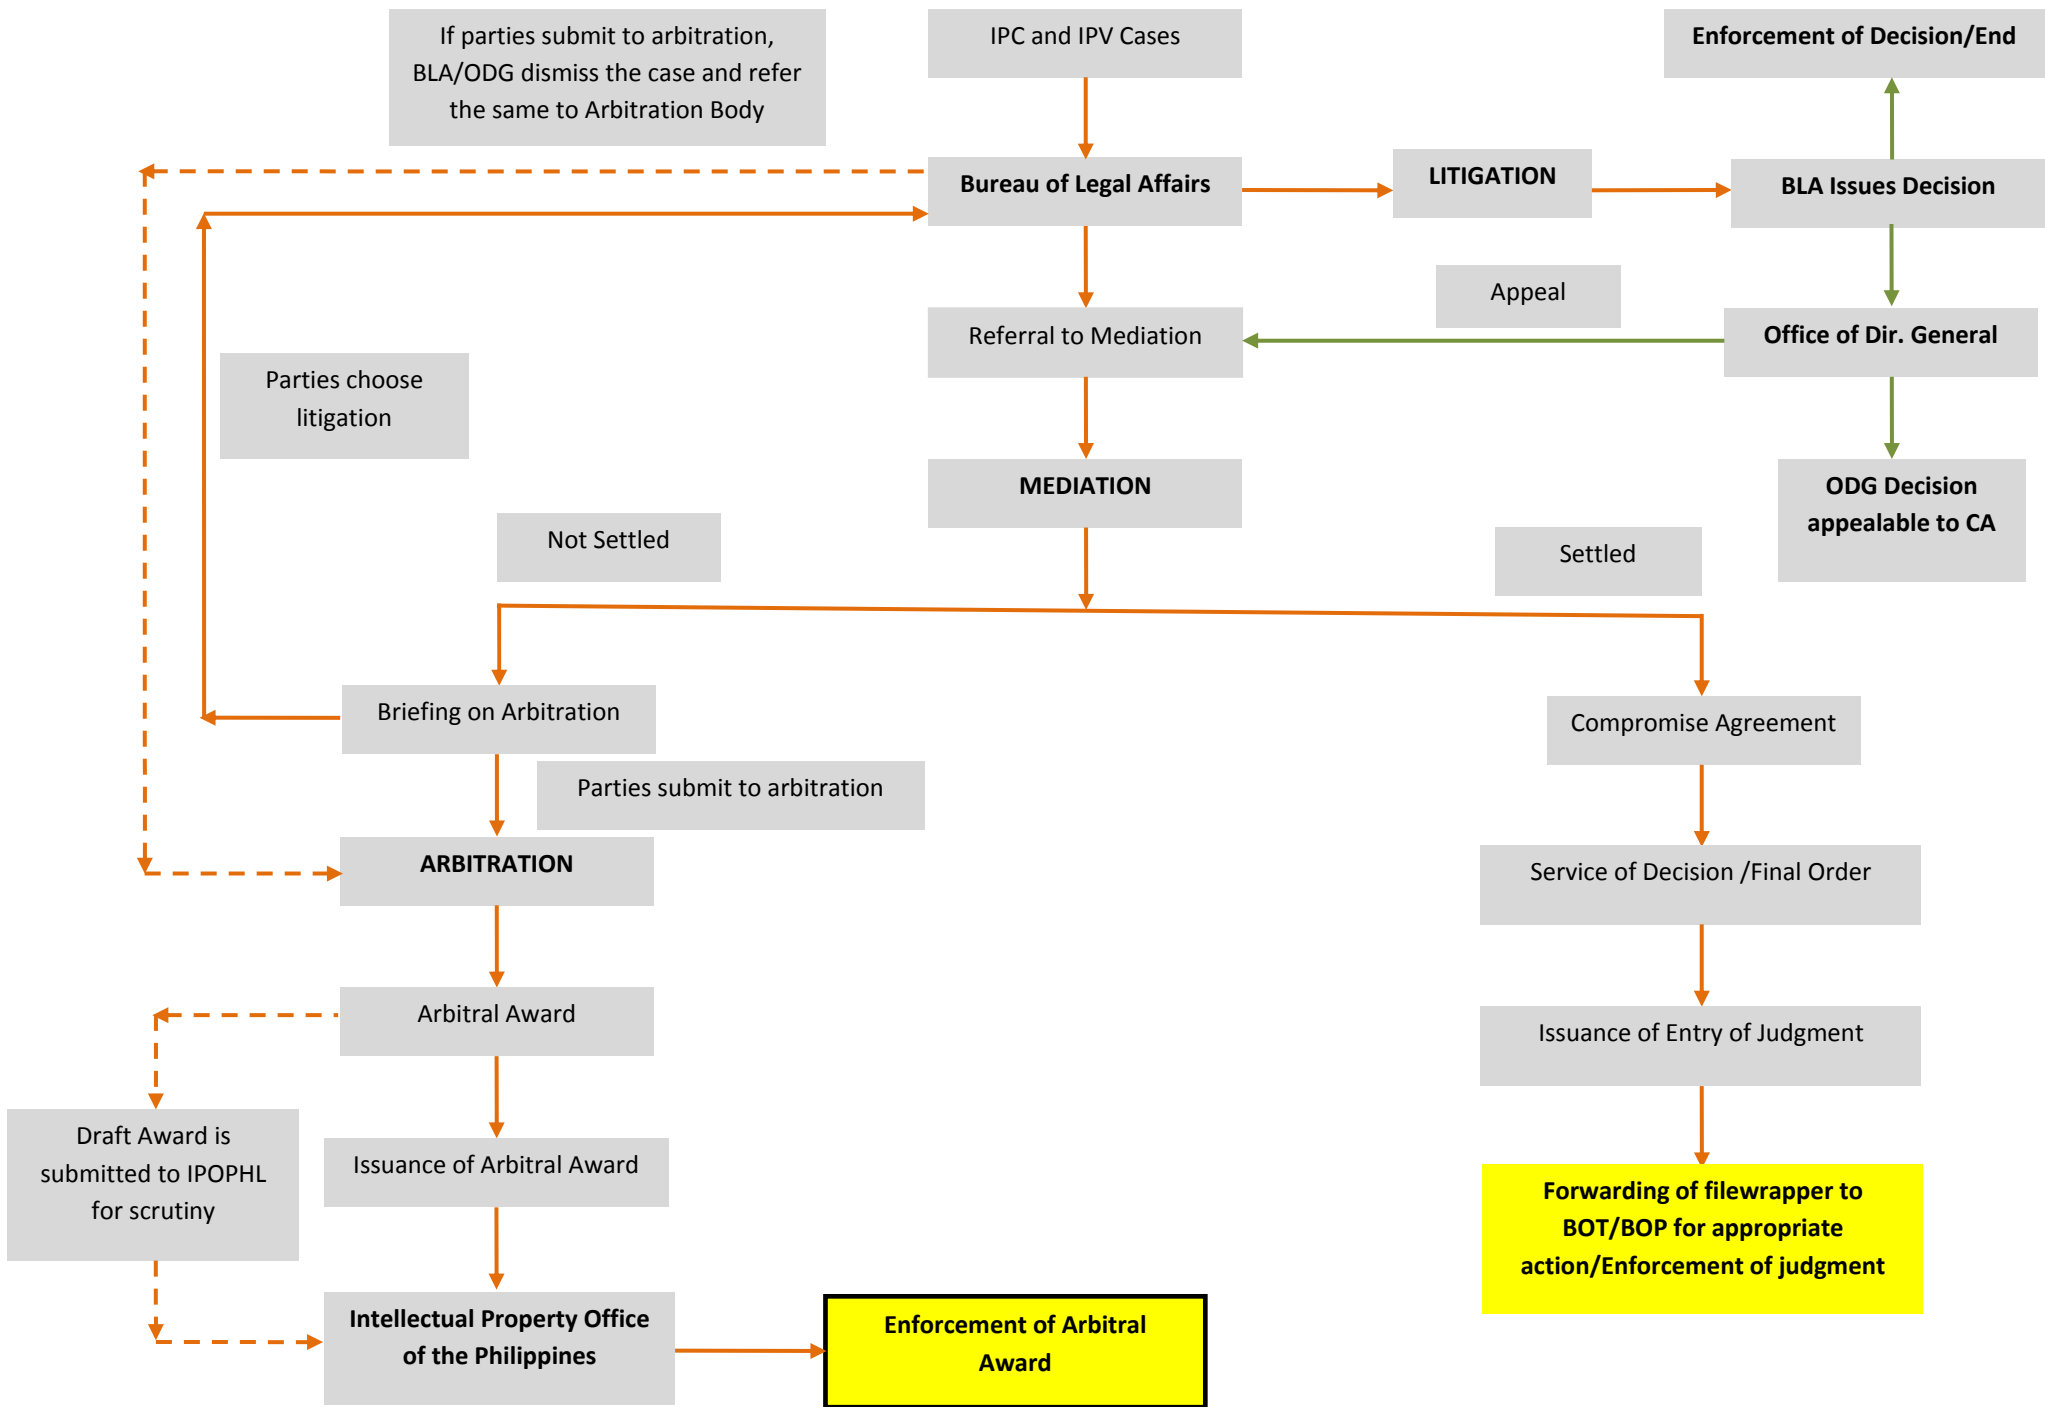 If parties submit to arbitration,
BLA/ODG dismiss the case and refer
the same to Arbitration Body
IPC and IPV Cases
Enforcement of Decision/End
Bureau of Legal Affairs
LITIGATION
BLA Issues Decision
Appeal
Referral to Mediation
Office of Dir. General
Parties choose
litigation
MEDIATION
ODG Decision
appealable to CA
Not Settled
Settled
Briefing on Arbitration
Compromise Agreement
Parties submit to arbitration
ARBITRATION
Service of Decision /Final Order
Arbitral Award
Issuance of Entry of Judgment
Draft Award is
submitted to IPOPHL
for scrutiny
Issuance of Arbitral Award
Forwarding of filewrapper to
BOT/BOP for appropriate
action/Enforcement of judgment
Intellectual Property Office
of the Philippines
Enforcement of Arbitral
Award